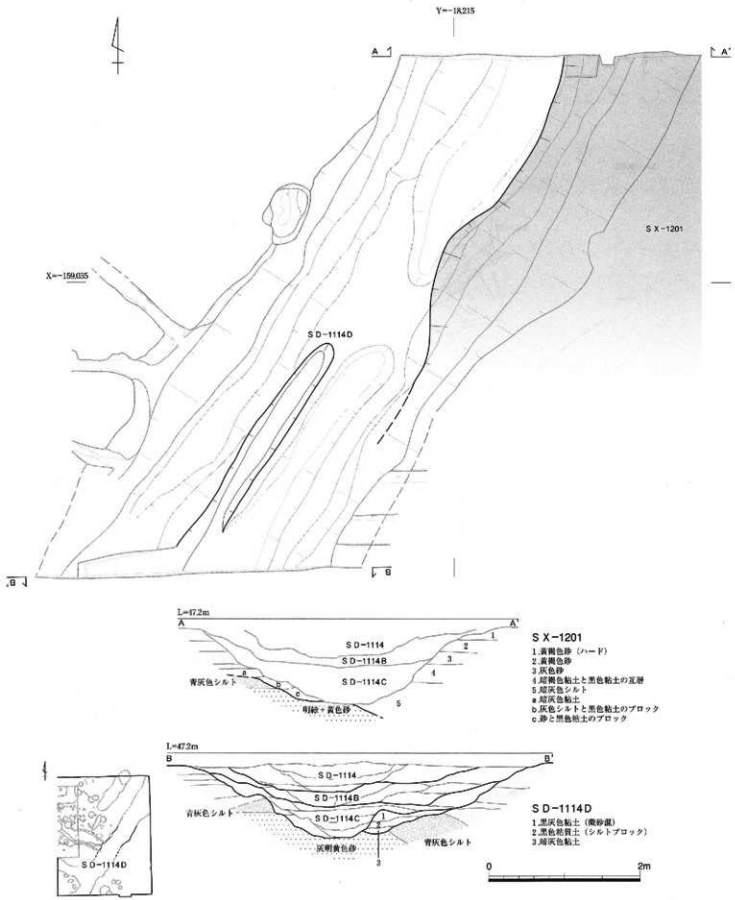 Y=-18,215
A
A'
SX-1201
X=-159,035
SD-1114D
B'
B
L=47.2m
A
A'
SD-1114
SD-1114B
SD-1114C
1
2
3
4
5
a
b
c
青灰色シルト
明緑+黄色砂
SX-1201
1.黄褐色砂(ハード)
2.黄褐色砂
3.灰色砂
4.暗褐色粘土と黒色粘土の互層
5.暗灰色シルト
a.暗灰色粘土
b.灰色シルトと黒色粘土のブロック
c.砂と黒色粘土のブロック
L=47.2m
B
B'
SD-1114
SD-1114B
SD-1114C
1
2
3
青灰色シルト
灰明黄色砂
青灰色シルト
SD-1114D
1.黒灰色粘土(微砂混)
2.黒色粘質土(シルトブロック)
3.暗灰色粘土
SD-1114D
0
2m